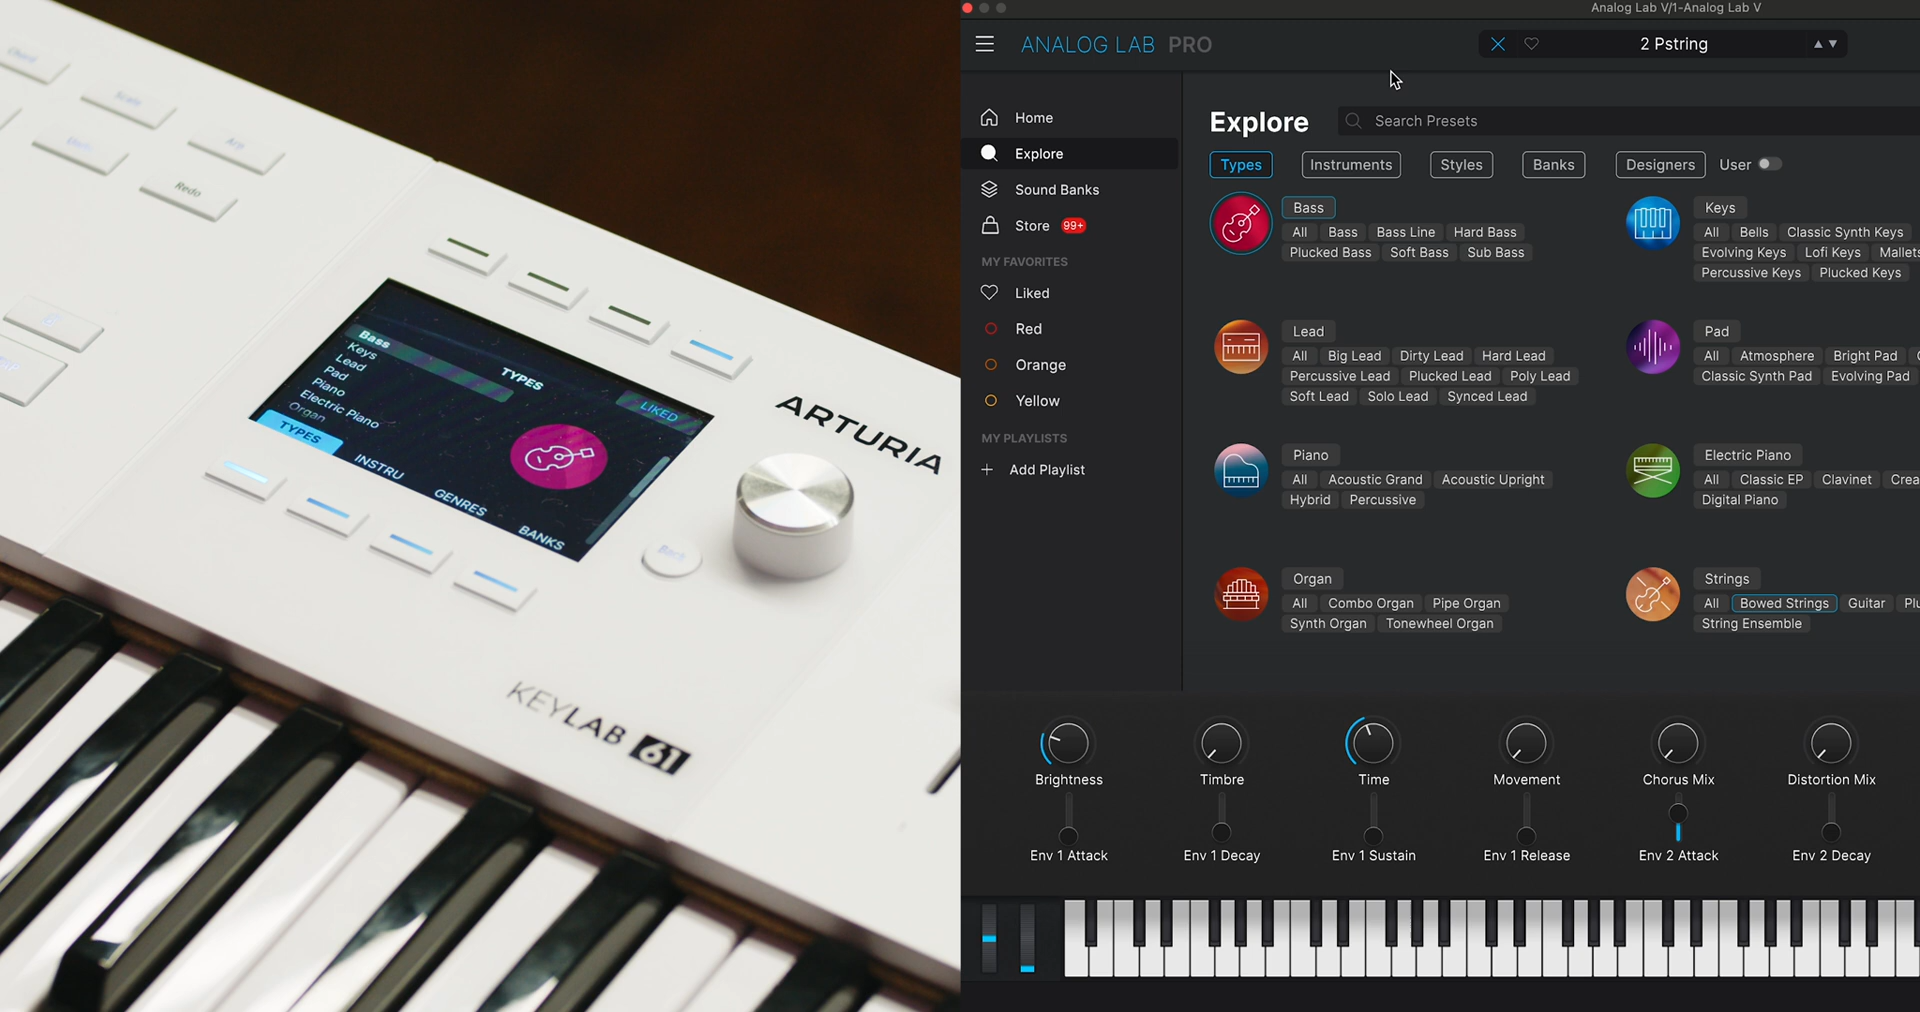 Chord
Scale
Arp
Redo
Bass
Keys
Lead
Pad
Piano
Electric Piano
Organ
TYPES
LIKED
TYPES
INSTRU
GENRES
BANKS
Back
ARTURIA
KEYLAB 61
Analog Lab V/1-Analog Lab V
ANALOG LAB PRO
2 Pstring
Home
Explore
Sound Banks
Store 99+
MY FAVORITES
Liked
Red
Orange
Yellow
MY PLAYLISTS
+ Add Playlist
Explore
Search Presets
Types Instruments Styles Banks Designers User
Bass
All Bass Bass Line Hard Bass
Plucked Bass Soft Bass Sub Bass
Keys
All Bells Classic Synth Keys
Evolving Keys Lofi Keys Mallets
Percussive Keys Plucked Keys
Lead
All Big Lead Dirty Lead Hard Lead
Percussive Lead Plucked Lead Poly Lead
Soft Lead Solo Lead Synced Lead
Pad
All Atmosphere Bright Pad
Classic Synth Pad Evolving Pad
Piano
All Acoustic Grand Acoustic Upright
Hybrid Percussive
Electric Piano
All Classic EP Clavinet Crea
Digital Piano
Organ
All Combo Organ Pipe Organ
Synth Organ Tonewheel Organ
Strings
All Bowed Strings Guitar Plu
String Ensemble
Brightness Timbre Time Movement Chorus Mix Distortion Mix
Env 1 Attack Env 1 Decay Env 1 Sustain Env 1 Release Env 2 Attack Env 2 Decay